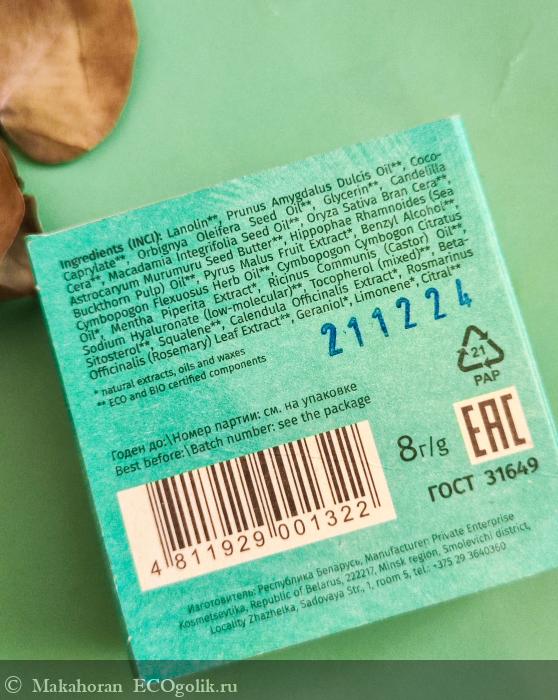 Ingredients (INCI): Lanolin**, Prunus Amygdalus Dulcis Oil**, Coco-
Caprylate**, Orbignya Oleifera Seed Oil**, Glycerin**, Candelilla
Cera**, Macadamia Integrifolia Seed Oil**, Oryza Sativa Bran Cera**,
Astrocaryum Murumuru Seed Butter**, Hippophae Rhamnoides (Sea
Buckthorn Pulp) Oil**, Pyrus Malus Fruit Extract*, Benzyl Alcohol**,
Cymbopogon Flexuosus Herb Oil**, Cymbopogon Cymbogon Citratus
Oil*, Mentha Piperita Extract*, Ricinus Communis (Castor) Oil**,
Sodium Hyaluronate (low-molecular)**, Tocopherol (mixed)**, Beta-
Sitosterol**, Squalene**, Calendula Officinalis Extract*, Rosmarinus
Officinalis (Rosemary) Leaf Extract**, Geraniol*, Limonene*, Citral**
* natural extracts, oils and waxes
** ECO and BIO certified components
211224
21
PAP
Годен до:\Номер партии: см. на упаковке
Best before:\Batch number: see the package
8г/g
EAC
ГОСТ 31649
4 811929 001322
Изготовитель: Республика Беларусь, Manufacturer: Private Enterprise
Kosmetsevitka, Republic of Belarus, 222217, Minsk region, Smolevichi district,
Locality Zhazhelka, Sadovaya Str., 1, room 5, tel.: +375 29 3640360
© Makahoran ECOgolik.ru